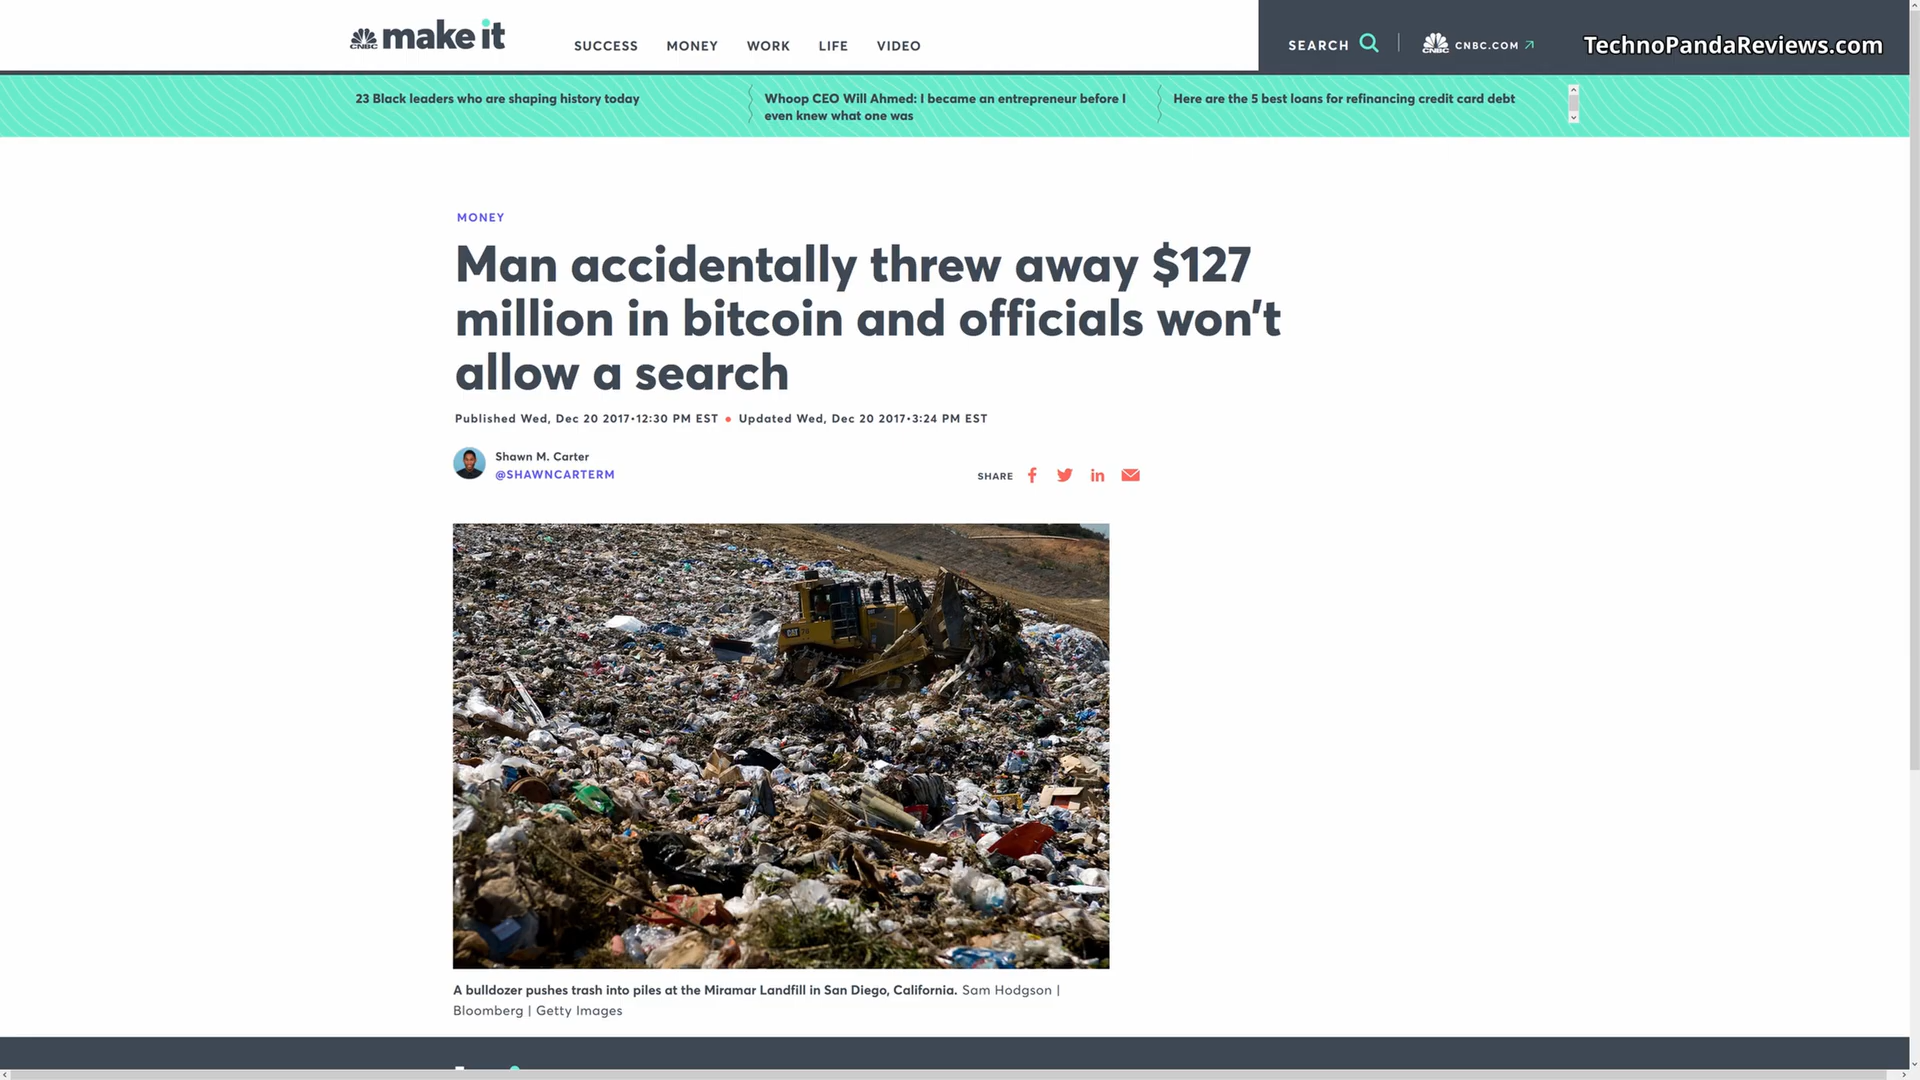 CNBC make it
SUCCESS MONEY WORK LIFE VIDEO
SEARCH
CNBC CNBC.COM
TechnoPandaReviews.com
23 Black leaders who are shaping history today
Whoop CEO Will Ahmed: I became an entrepreneur before I
even knew what one was
Here are the 5 best loans for refinancing credit card debt
MONEY
Man accidentally threw away $127
million in bitcoin and officials won't
allow a search
Published Wed, Dec 20 2017•12:30 PM EST • Updated Wed, Dec 20 2017•3:24 PM EST
Shawn M. Carter
@SHAWNCARTERM
SHARE
CAT
A bulldozer pushes trash into piles at the Miramar Landfill in San Diego, California. Sam Hodgson |
Bloomberg | Getty Images